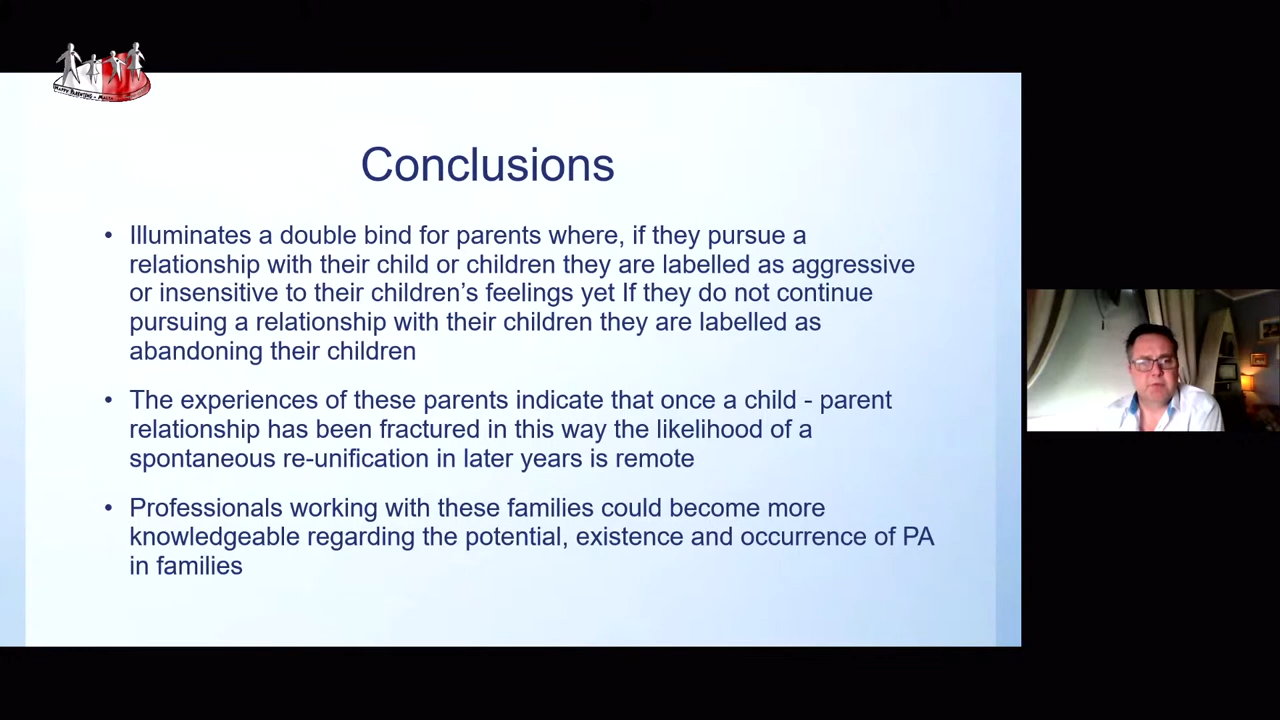 HAPPY PARENTING - MALTA
Conclusions
• Illuminates a double bind for parents where, if they pursue a
relationship with their child or children they are labelled as aggressive
or insensitive to their children's feelings yet If they do not continue
pursuing a relationship with their children they are labelled as
abandoning their children
• The experiences of these parents indicate that once a child - parent
relationship has been fractured in this way the likelihood of a
spontaneous re-unification in later years is remote
• Professionals working with these families could become more
knowledgeable regarding the potential, existence and occurrence of PA
in families